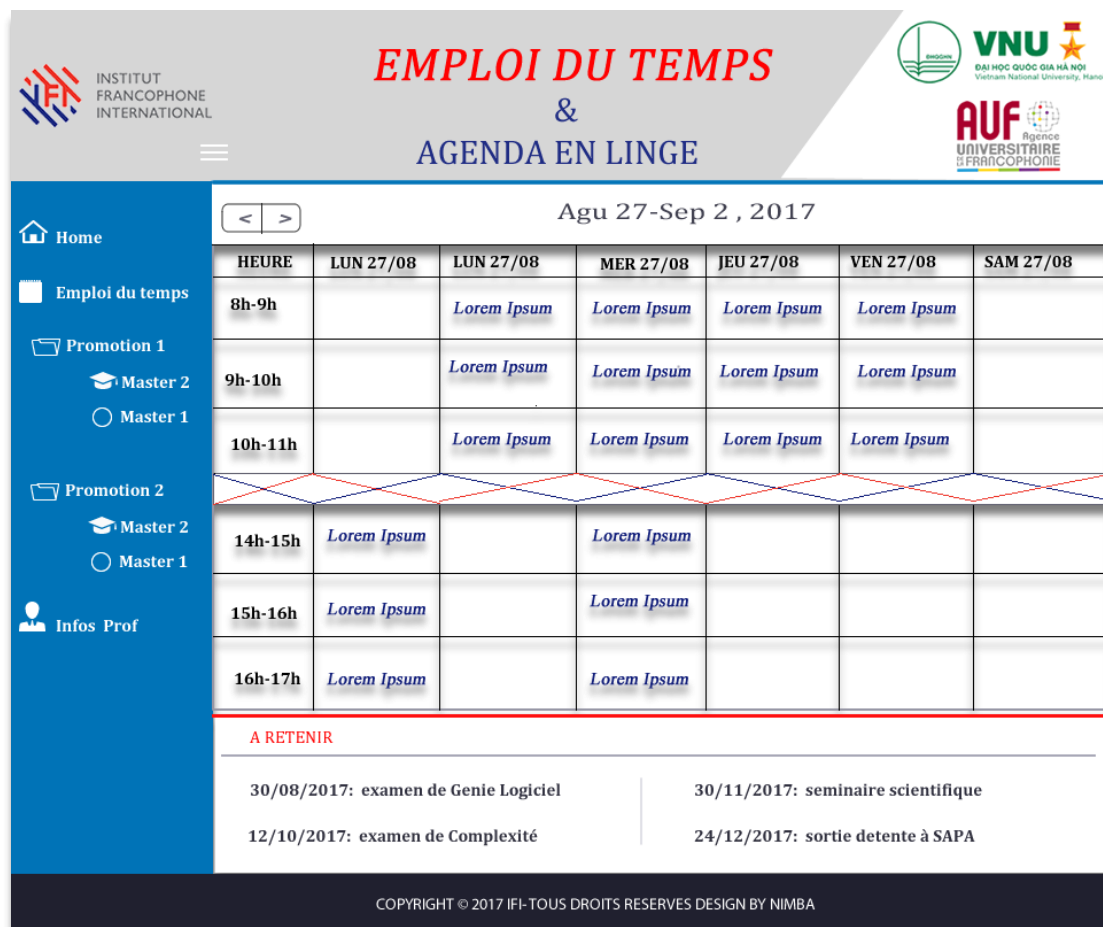 INSTITUT
FRANCOPHONE
INTERNATIONAL
EMPLOI DU TEMPS
&
AGENDA EN LINGE
ĐHQGHN
VNU
ĐẠI HỌC QUỐC GIA HÀ NỘI
Vietnam National University, Hano
AUF
Agence
UNIVERSITAIRE
DE LA FRANCOPHONIE
Home
Emploi du temps
Promotion 1
Master 2
Master 1
Promotion 2
Master 2
Master 1
Infos Prof
< > Agu 27-Sep 2 , 2017
HEURE LUN 27/08 LUN 27/08 MER 27/08 JEU 27/08 VEN 27/08 SAM 27/08
8h-9h Lorem Ipsum Lorem Ipsum Lorem Ipsum Lorem Ipsum
9h-10h Lorem Ipsum Lorem Ipsum Lorem Ipsum Lorem Ipsum
10h-11h Lorem Ipsum Lorem Ipsum Lorem Ipsum Lorem Ipsum
14h-15h Lorem Ipsum Lorem Ipsum
15h-16h Lorem Ipsum Lorem Ipsum
16h-17h Lorem Ipsum Lorem Ipsum
A RETENIR
30/08/2017: examen de Genie Logiciel
12/10/2017: examen de Complexité
30/11/2017: seminaire scientifique
24/12/2017: sortie detente à SAPA
COPYRIGHT © 2017 IFI-TOUS DROITS RESERVES DESIGN BY NIMBA